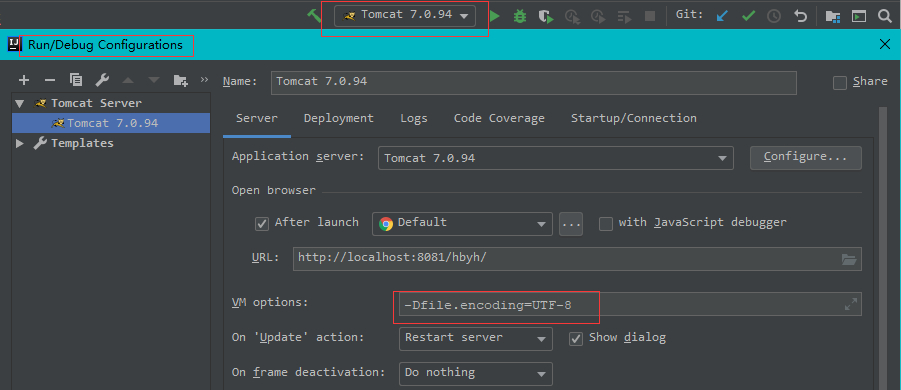 Tomcat 7.0.94 Git:
IJ Run/Debug Configurations
Name: Tomcat 7.0.94 Share
Tomcat Server
Tomcat 7.0.94
Templates
Server Deployment Logs Code Coverage Startup/Connection
Application server: Tomcat 7.0.94 Configure...
Open browser
After launch Default ... with JavaScript debugger
URL: http://localhost:8081/hbyh/
VM options: -Dfile.encoding=UTF-8
On 'Update' action: Restart server Show dialog
On frame deactivation: Do nothing